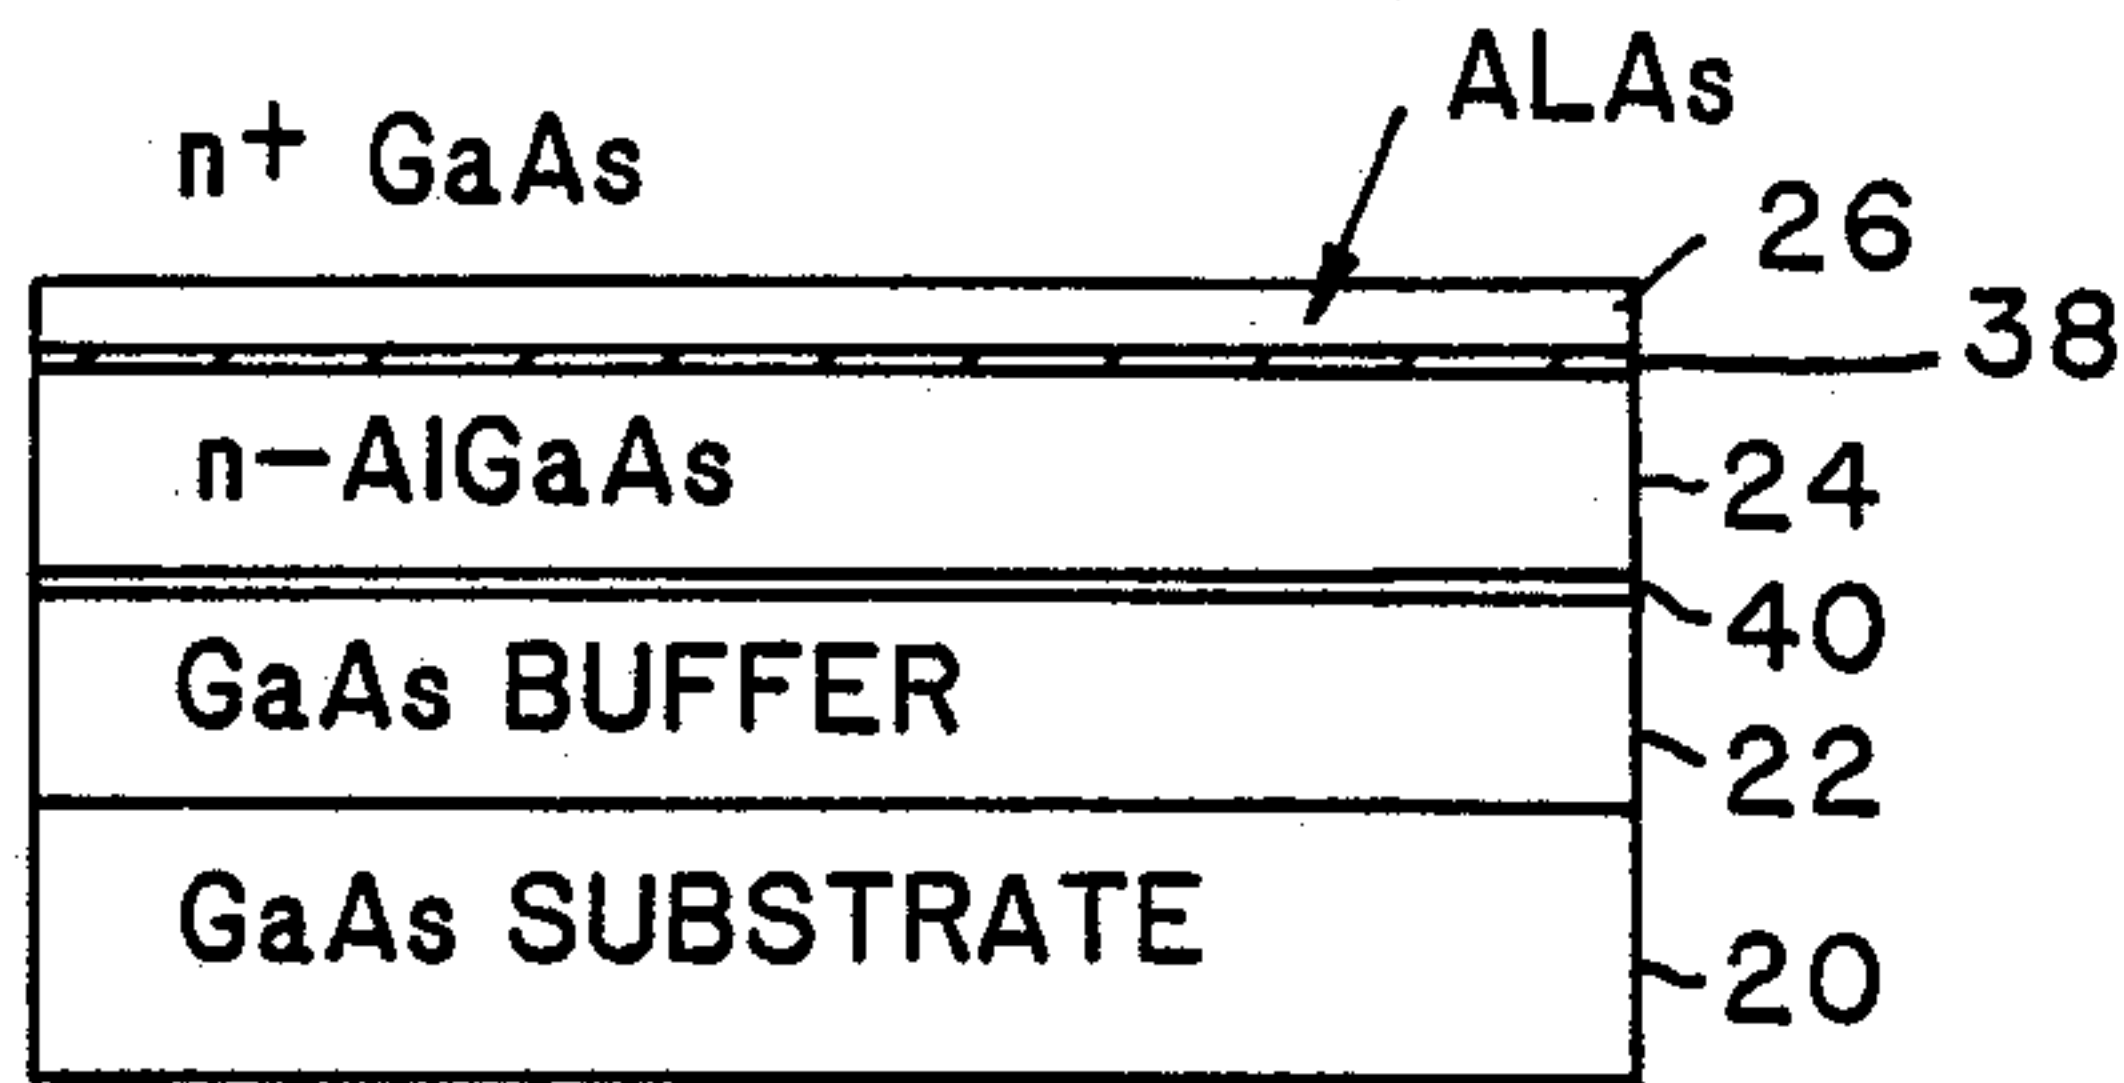 ALAs
n+ GaAs
26
38
n-AlGaAs
24
40
GaAs BUFFER
22
GaAs SUBSTRATE
20